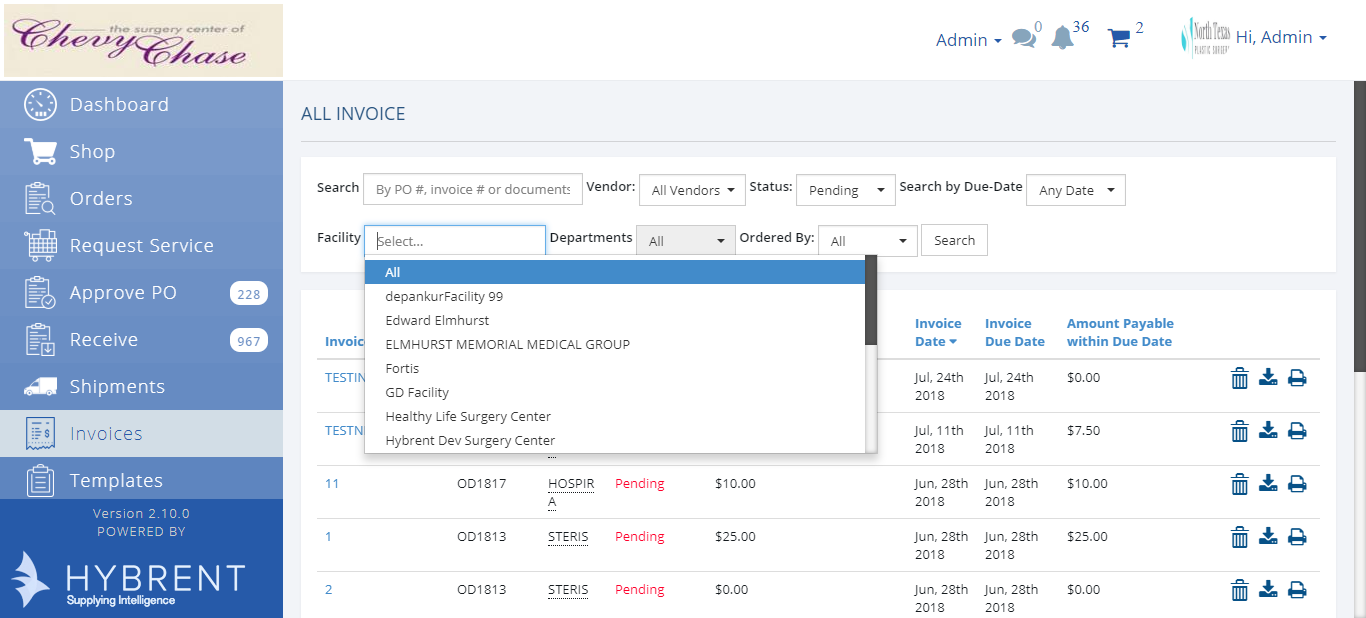 the surgery center of
Chevy Chase
Admin
0
36
2
North Texas
PLASTIC SURGERY
Hi, Admin
Dashboard
Shop
Orders
Request Service
Approve PO 228
Receive 967
Shipments
Invoices
Templates
Version 2.10.0
POWERED BY
HYBRENT
Supplying Intelligence
ALL INVOICE
Search By PO #, invoice # or documents Vendor: All Vendors Status: Pending Search by Due-Date Any Date
Facility Select... Departments All Ordered By: All Search
All
depankurFacility 99
Edward Elmhurst
ELMHURST MEMORIAL MEDICAL GROUP
Fortis
GD Facility
Healthy Life Surgery Center
Hybrent Dev Surgery Center
Invoice Invoice Amount Payable
Date Due Date within Due Date
Jul, 24th Jul, 24th $0.00
2018 2018
Jul, 11th Jul, 11th $7.50
2018 2018
11 OD1817 HOSPIR Pending $10.00 Jun, 28th Jun, 28th $10.00
A 2018 2018
1 OD1813 STERIS Pending $25.00 Jun, 28th Jun, 28th $25.00
2018 2018
2 OD1813 STERIS Pending $0.00 Jun, 28th Jun, 28th $0.00
2018 2018